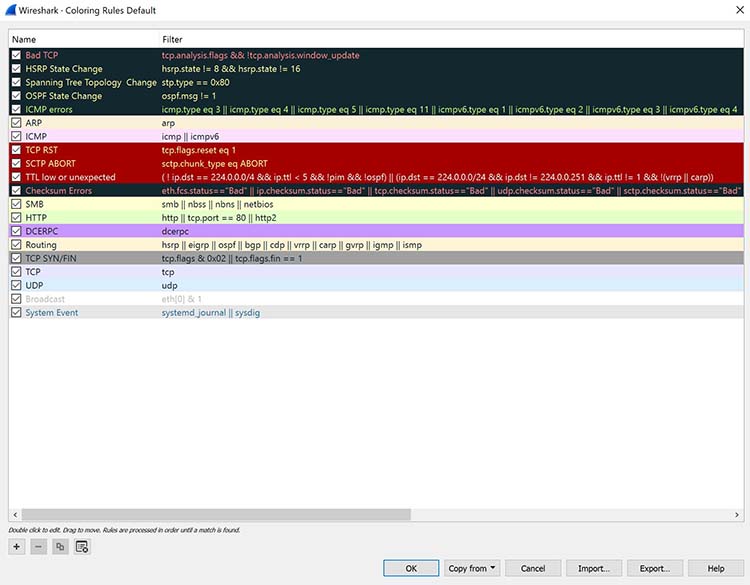 Wireshark · Coloring Rules Default
Name Filter
Bad TCP tcp.analysis.flags && !tcp.analysis.window_update
HSRP State Change hsrp.state != 8 && hsrp.state != 16
Spanning Tree Topology Change stp.type == 0x80
OSPF State Change ospf.msg != 1
ICMP errors icmp.type eq 3 || icmp.type eq 4 || icmp.type eq 5 || icmp.type eq 11 || icmpv6.type eq 1 || icmpv6.type eq 2 || icmpv6.type eq 3 || icmpv6.type eq 4
ARP arp
ICMP icmp || icmpv6
TCP RST tcp.flags.reset eq 1
SCTP ABORT sctp.chunk_type eq ABORT
TTL low or unexpected ( ! ip.dst == 224.0.0.0/4 && ip.ttl < 5 && !pim && !ospf) || (ip.dst == 224.0.0.0/24 && ip.dst != 224.0.0.251 && ip.ttl != 1 && !(vrrp || carp))
Checksum Errors eth.fcs.status=="Bad" || ip.checksum.status=="Bad" || tcp.checksum.status=="Bad" || udp.checksum.status=="Bad" || sctp.checksum.status=="Bad"
SMB smb || nbss || nbns || netbios
HTTP http || tcp.port == 80 || http2
DCERPC dcerpc
Routing hsrp || eigrp || ospf || bgp || cdp || vrrp || carp || gvrp || igmp || ismp
TCP SYN/FIN tcp.flags & 0x02 || tcp.flags.fin == 1
TCP tcp
UDP udp
Broadcast eth[0] & 1
System Event systemd_journal || sysdig
Double click to edit. Drag to move. Rules are processed in order until a match is found.
OK Copy from Cancel Import... Export... Help